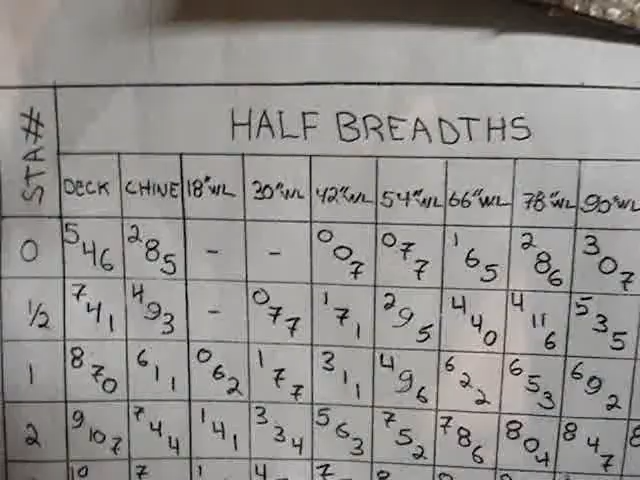 HALF BREADTHS
STA# DECK CHINE 18"WL 30"WL 42"WL 54"WL 66"WL 78"WL 90"WL
0 5 4 6 2 8 5 - - 0 0 7 0 7 7 1 6 5 2 8 6 3 0 7
1/2 7 4 1 4 9 3 - 0 7 7 1 7 1 2 9 5 4 4 0 4 11 6 5 3 5
1 8 7 0 6 1 1 0 6 2 1 7 7 3 1 1 4 9 6 6 2 2 6 5 3 6 9 2
2 9 10 7 7 4 4 1 4 1 3 3 4 5 6 3 7 5 2 7 8 6 8 0 4 8 4 7 8
10 7 1 4 7